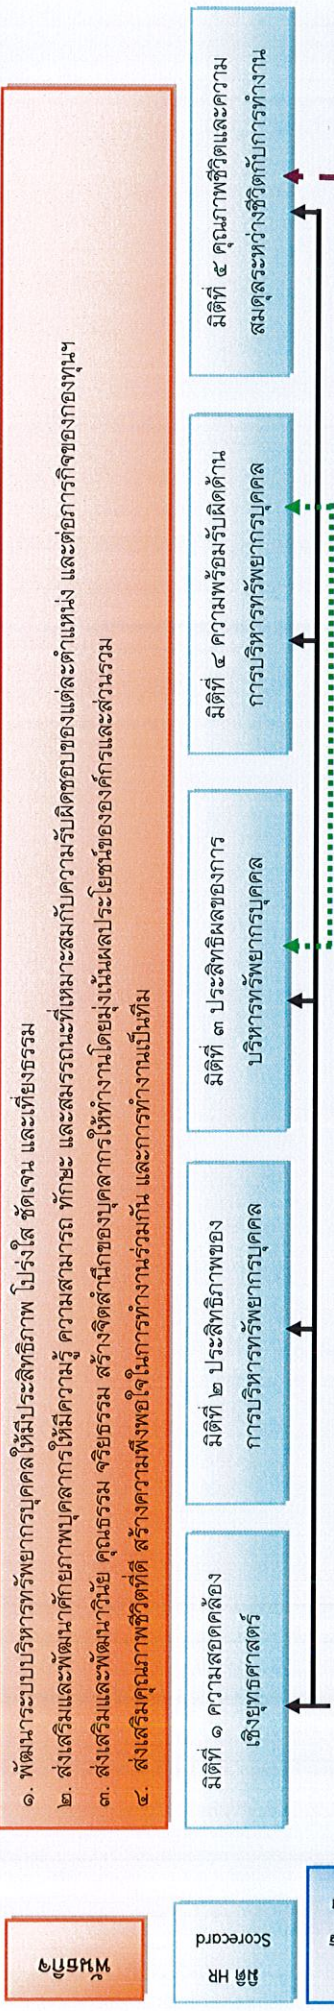 พันธกิจ
๑. พัฒนาระบบบริหารทรัพยากรบุคคลให้มีประสิทธิภาพ โปร่งใส ชัดเจน และเที่ยงธรรม
๒. ส่งเสริมและพัฒนาศักยภาพบุคลากรให้มีความรู้ ความสามารถ ทักษะ และสมรรถนะที่เหมาะสมกับความรับผิดชอบของแต่ละตำแหน่ง และต่อภารกิจของกองทุนฯ
๓. ส่งเสริมและพัฒนาวินัย คุณธรรม จริยธรรม สร้างจิตสำนึกของบุคลากรให้ทำงานโดยมุ่งเน้นผลประโยชน์ขององค์กรและส่วนรวม
๔. ส่งเสริมคุณภาพชีวิตที่ดี สร้างความพึงพอใจในการทำงานร่วมกัน และการทำงานเป็นทีม
มิติ HR
Scorecard
มิติที่ ๑ ความสอดคล้อง
เชิงยุทธศาสตร์
มิติที่ ๒ ประสิทธิภาพของ
การบริหารทรัพยากรบุคคล
มิติที่ ๓ ประสิทธิผลของการ
บริหารทรัพยากรบุคคล
มิติที่ ๔ ความพร้อมรับผิดด้าน
การบริหารทรัพยากรบุคคล
มิติที่ ๕ คุณภาพชีวิตและความ
สมดุลระหว่างชีวิตกับการทำงาน